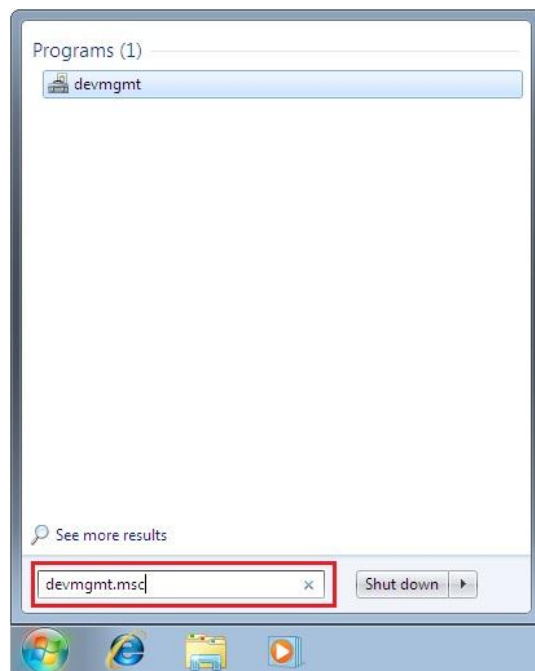 Programs (1)
devmgmt
See more results
devmgmt.msc
Shut down